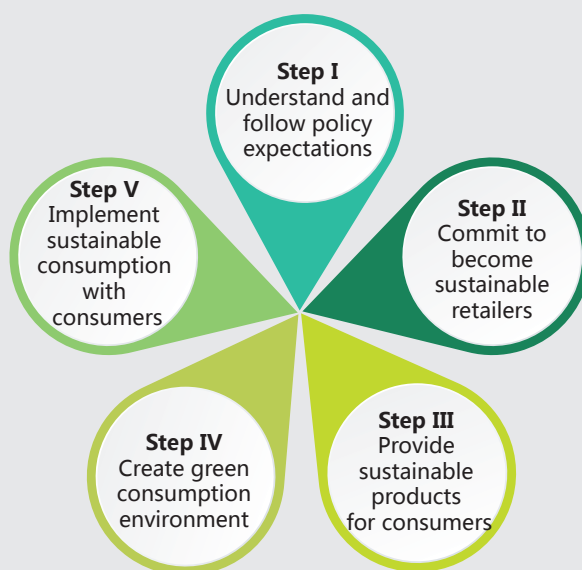 Step I
Understand and
follow policy
expectations
Step II
Commit to
become
sustainable
retailers
Step III
Provide
sustainable
products
for consumers
Step IV
Create green
consumption
environment
Step V
Implement
sustainable
consumption
with
consumers